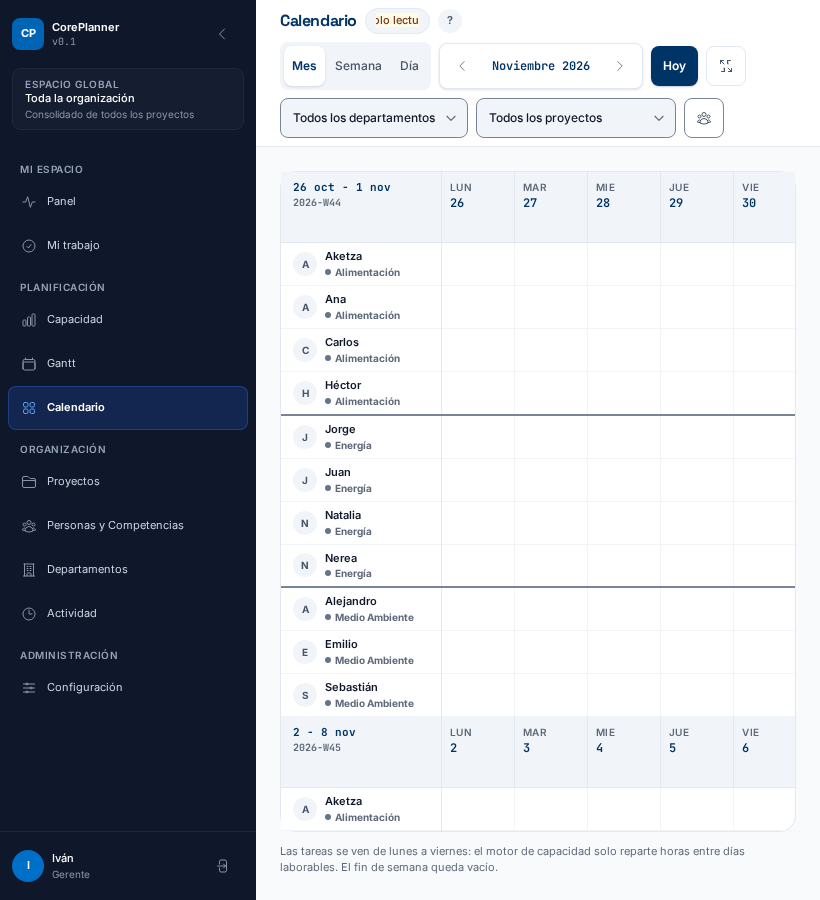 CP
CorePlanner
v0.1
ESPACIO GLOBAL
Toda la organización
Consolidado de todos los proyectos
MI ESPACIO
Panel
Mi trabajo
PLANIFICACIÓN
Capacidad
Gantt
Calendario
ORGANIZACIÓN
Proyectos
Personas y Competencias
Departamentos
Actividad
ADMINISTRACIÓN
Configuración
I
Iván
Gerente
Calendario
olo lectu
?
Mes Semana Día
Noviembre 2026
Hoy
Todos los departamentos
Todos los proyectos
26 oct - 1 nov
2026-W44
LUN 26
MAR 27
MIE 28
JUE 29
VIE 30
A Aketza
Alimentación
A Ana
Alimentación
C Carlos
Alimentación
H Héctor
Alimentación
J Jorge
Energía
J Juan
Energía
N Natalia
Energía
N Nerea
Energía
A Alejandro
Medio Ambiente
E Emilio
Medio Ambiente
S Sebastián
Medio Ambiente
2 - 8 nov
2026-W45
LUN 2
MAR 3
MIE 4
JUE 5
VIE 6
A Aketza
Alimentación
Las tareas se ven de lunes a viernes: el motor de capacidad solo reparte horas entre días
laborables. El fin de semana queda vacío.